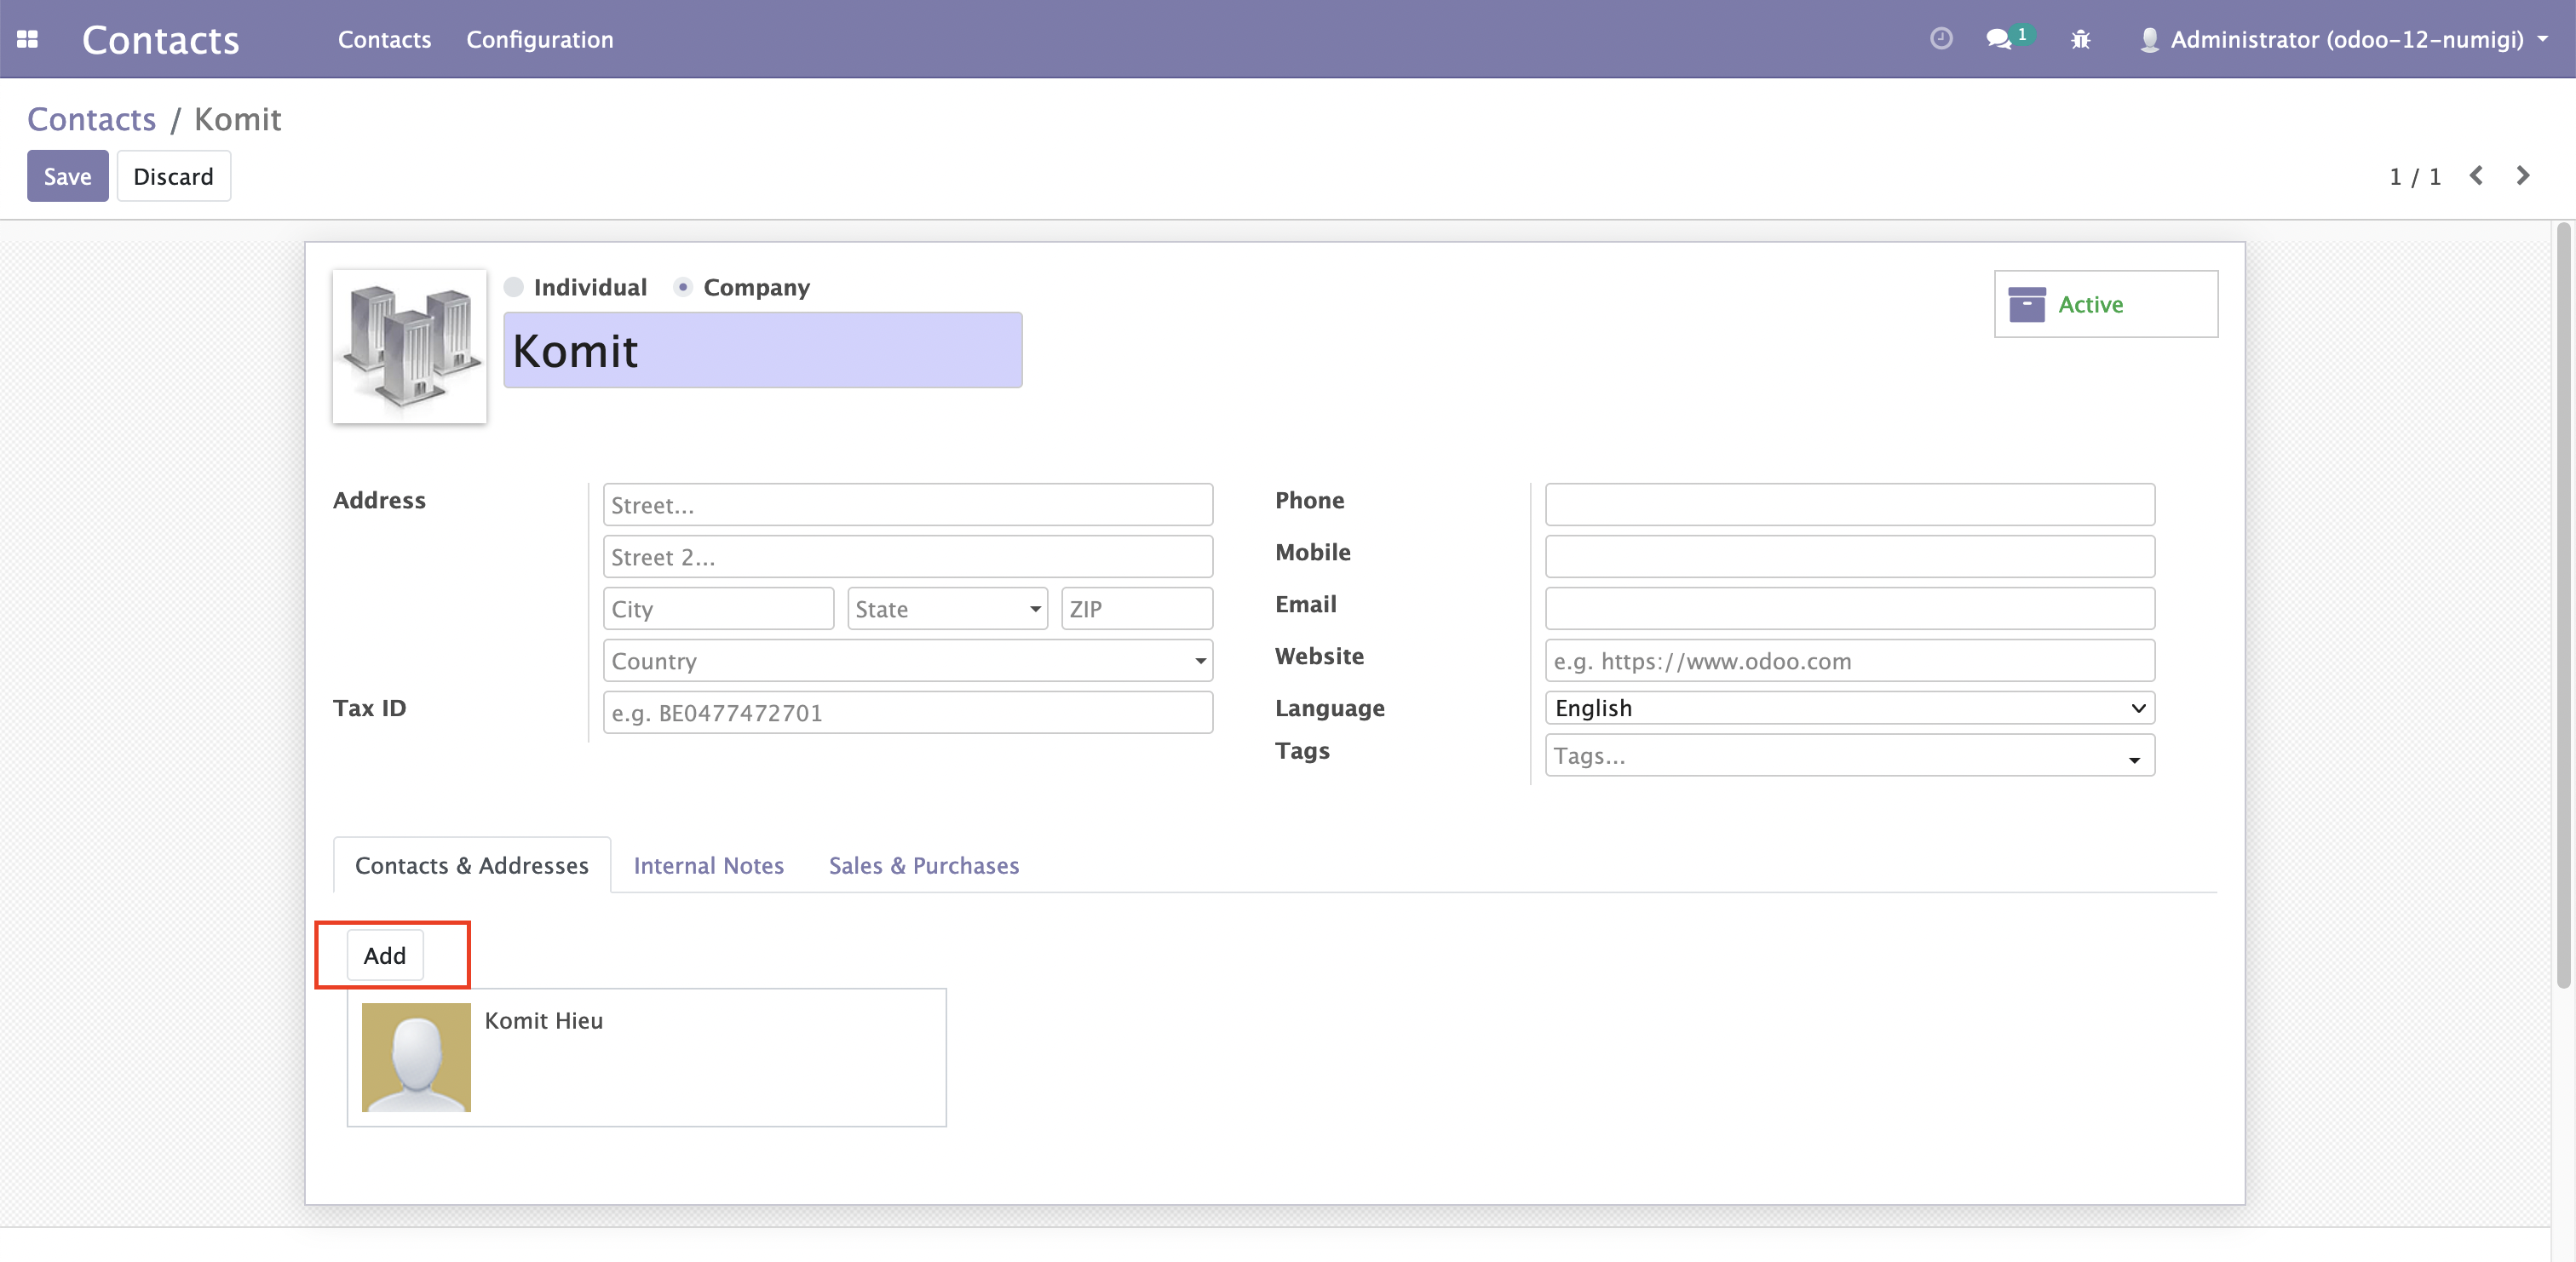 Contacts Contacts Configuration 1 Administrator (odoo-12-numigi)
Contacts / Komit
Save Discard 1 / 1
Individual Company
Active
Komit
Address Street... Phone
Street 2... Mobile
City State ZIP Email
Country Website e.g. https://www.odoo.com
Tax ID e.g. BE0477472701 Language English
Tags Tags...
Contacts & Addresses Internal Notes Sales & Purchases
Add
Komit Hieu